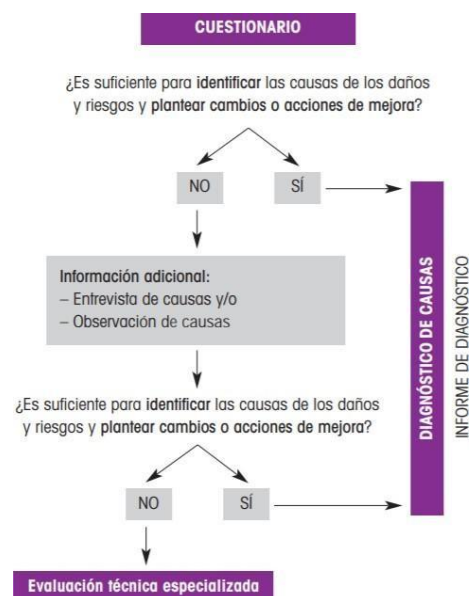 CUESTIONARIO
¿Es suficiente para identificar las causas de los daños
y riesgos y plantear cambios o acciones de mejora?
NO
SÍ
Información adicional:
– Entrevista de causas y/o
– Observación de causas
¿Es suficiente para identificar las causas de los daños
y riesgos y plantear cambios o acciones de mejora?
NO
SÍ
Evaluación técnica especializada
DIAGNÓSTICO DE CAUSAS
INFORME DE DIAGNÓSTICO